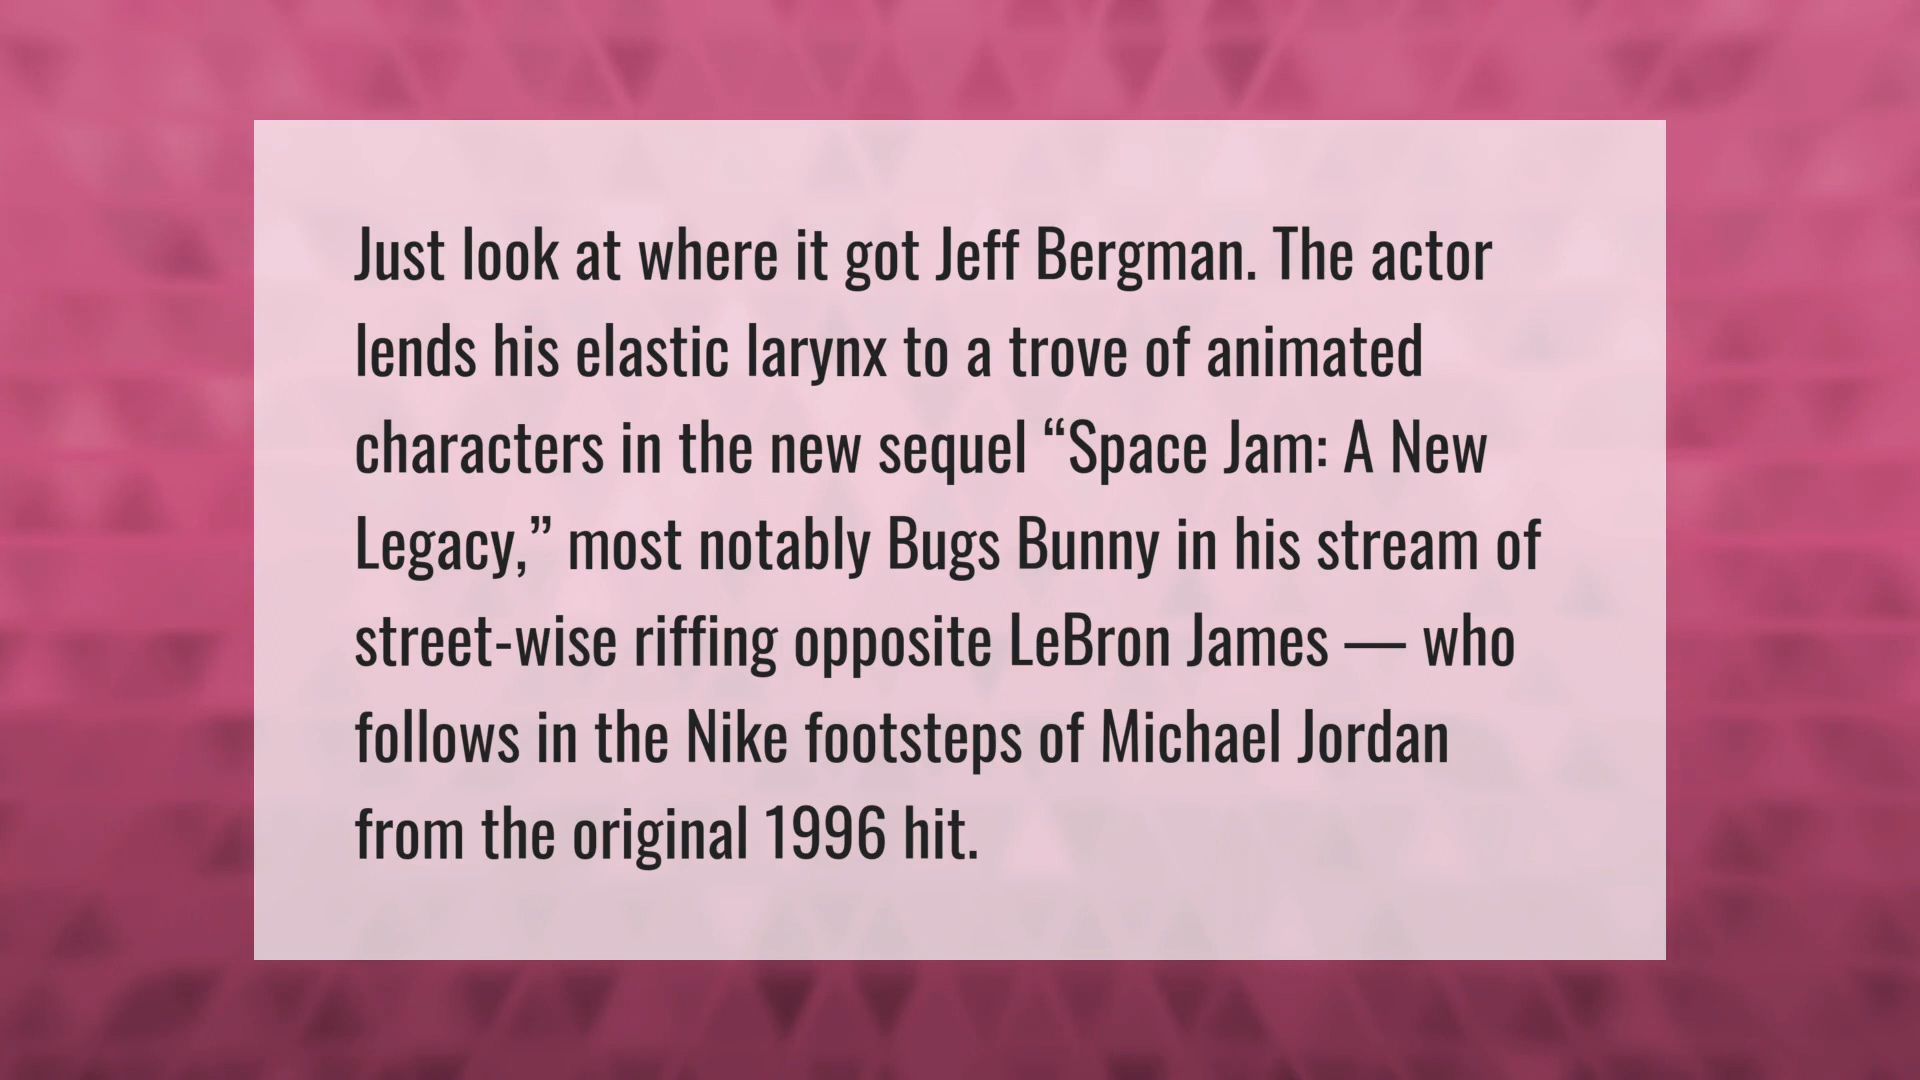 Just look at where it got Jeff Bergman. The actor
lends his elastic larynx to a trove of animated
characters in the new sequel “Space Jam: A New
Legacy,” most notably Bugs Bunny in his stream of
street-wise riffing opposite LeBron James — who
follows in the Nike footsteps of Michael Jordan
from the original 1996 hit.